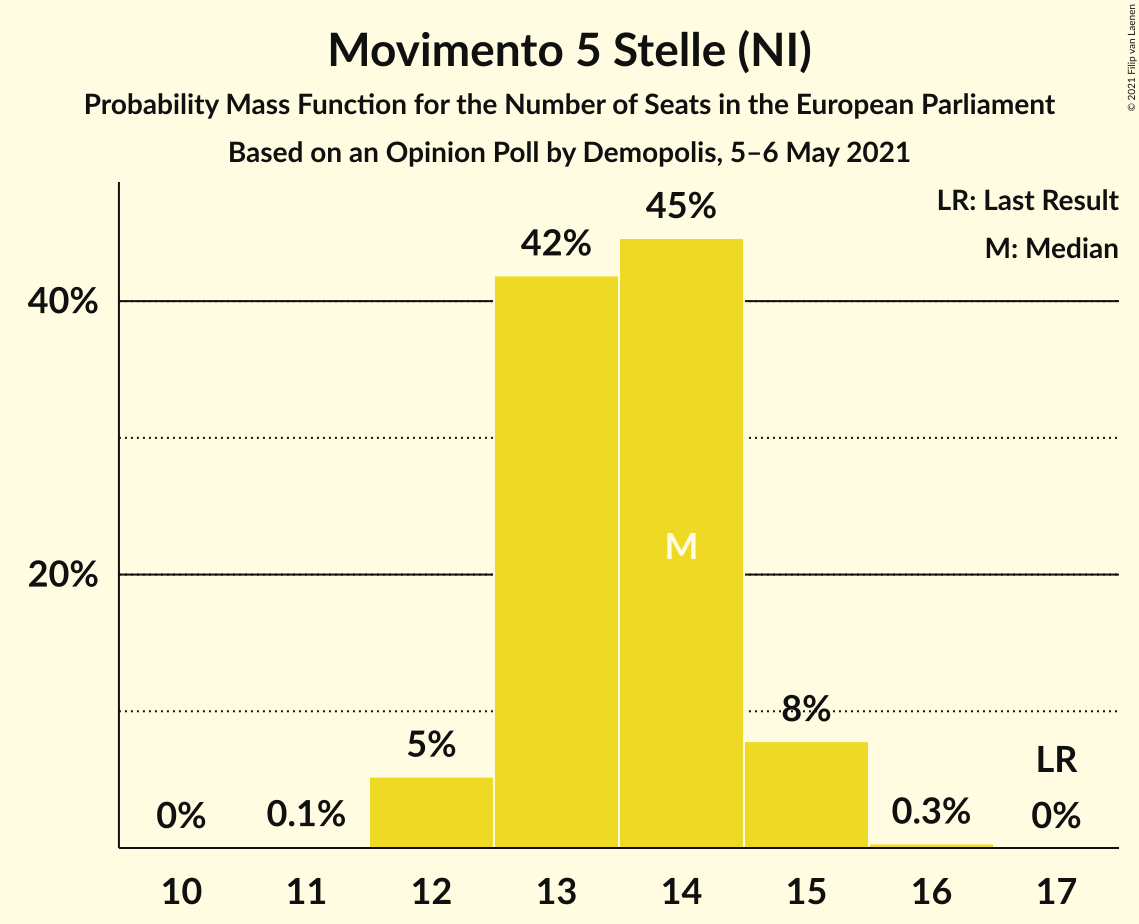 Movimento 5 Stelle (NI)
Probability Mass Function for the Number of Seats in the European Parliament
Based on an Opinion Poll by Demopolis, 5–6 May 2021
© 2021 Filip van Laenen
LR: Last Result
M: Median
45%
42%
40%
M
20%
8%
5%
LR
0%
0.1%
0.3%
0%
10
11
12
13
14
15
16
17